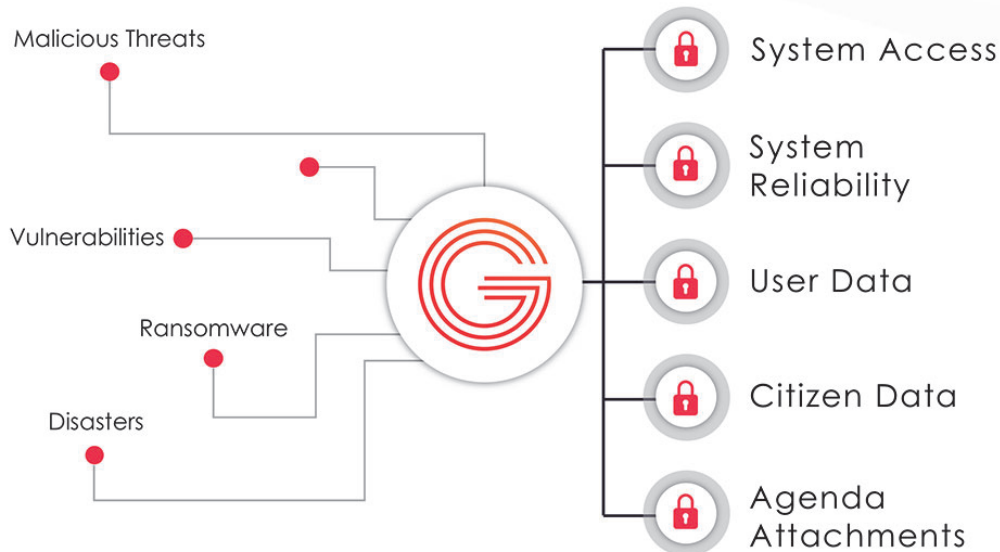 Malicious Threats
Vulnerabilities
Ransomware
Disasters
System Access
System
Reliability
User Data
Citizen Data
Agenda
Attachments